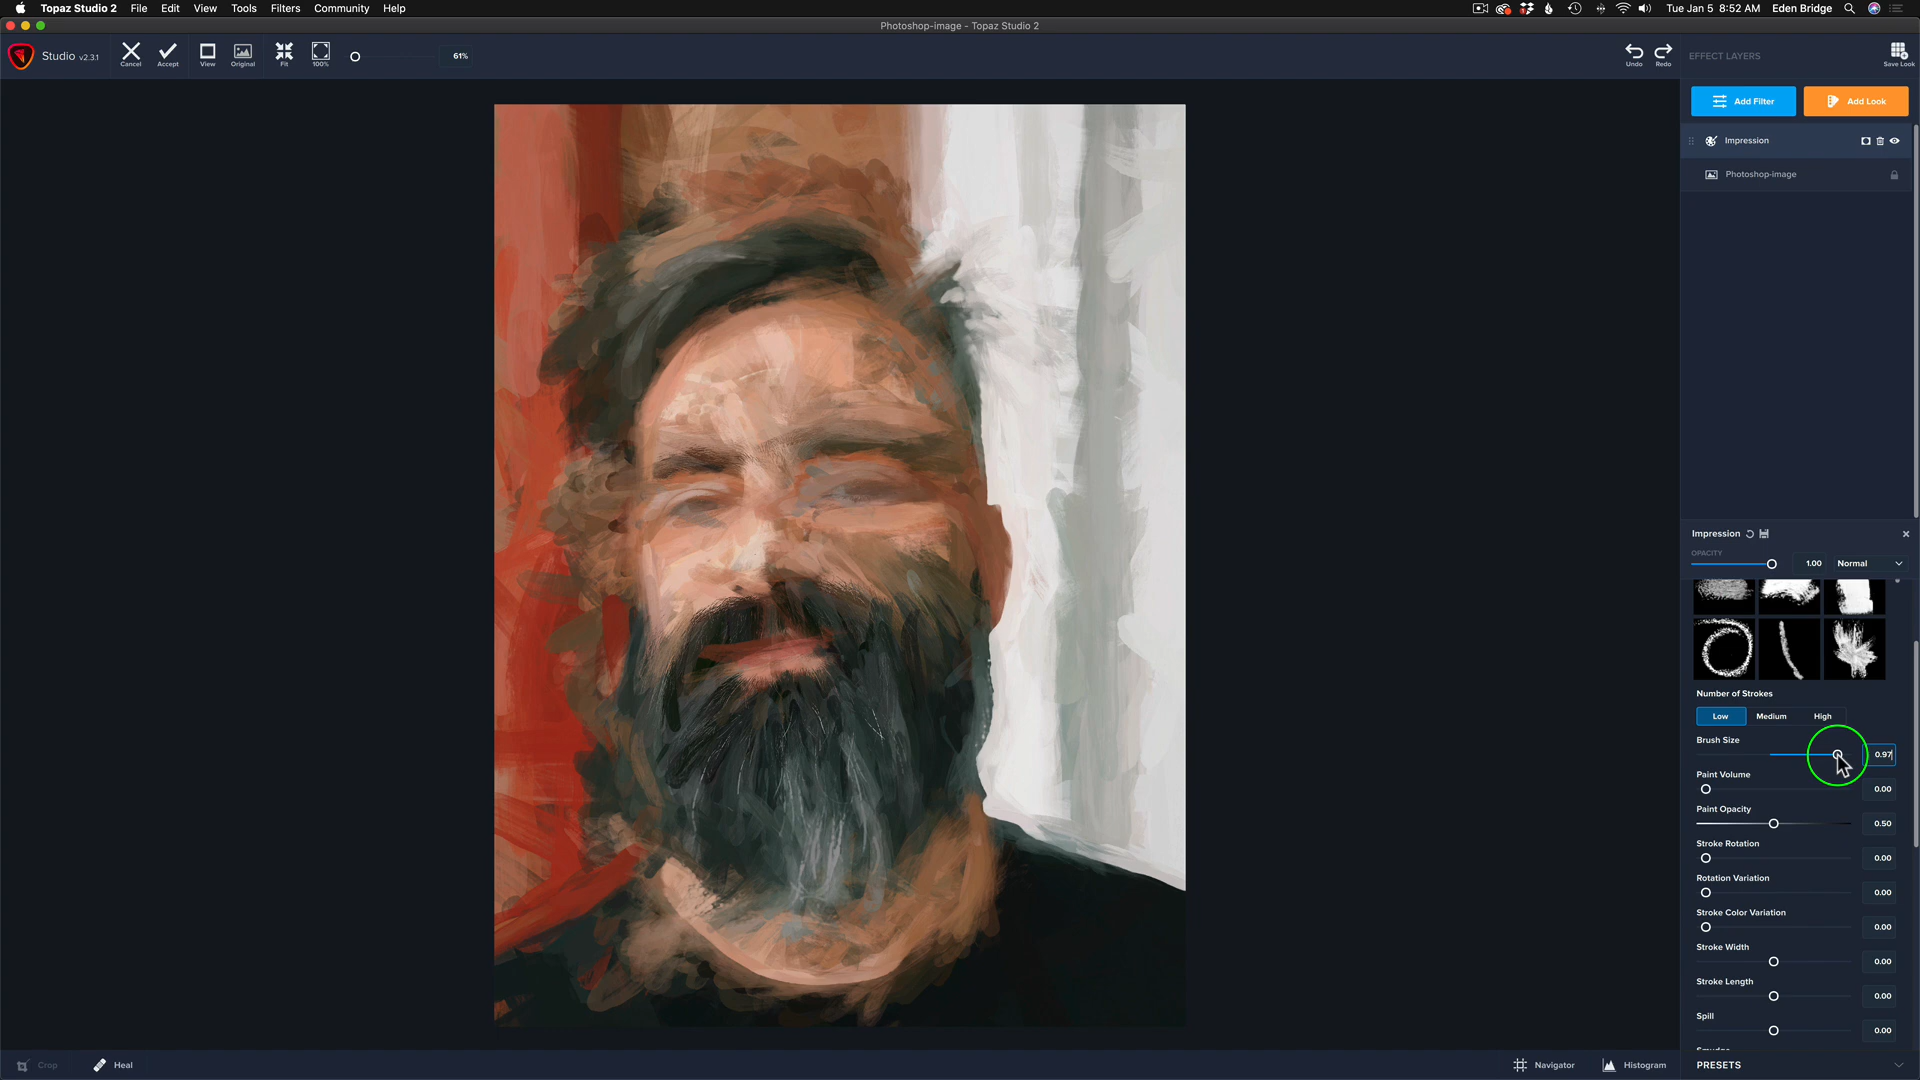 Topaz Studio 2 File Edit View Tools Filters Community Help
Tue Jan 5 8:52 AM Eden Bridge
Photoshop-image - Topaz Studio 2
Studio v2.3.1
Cancel Accept View Original Fit 100% 61%
Undo Redo
EFFECT LAYERS
Save Look
Add Filter Add Look
Impression
Photoshop-image
Impression
OPACITY
1.00 Normal
Number of Strokes
Low Medium High
Brush Size
0.97
Paint Volume
0.00
Paint Opacity
0.50
Stroke Rotation
0.00
Rotation Variation
0.00
Stroke Color Variation
0.00
Stroke Width
0.00
Stroke Length
0.00
Spill
0.00
Crop Heal
Navigator Histogram
PRESETS